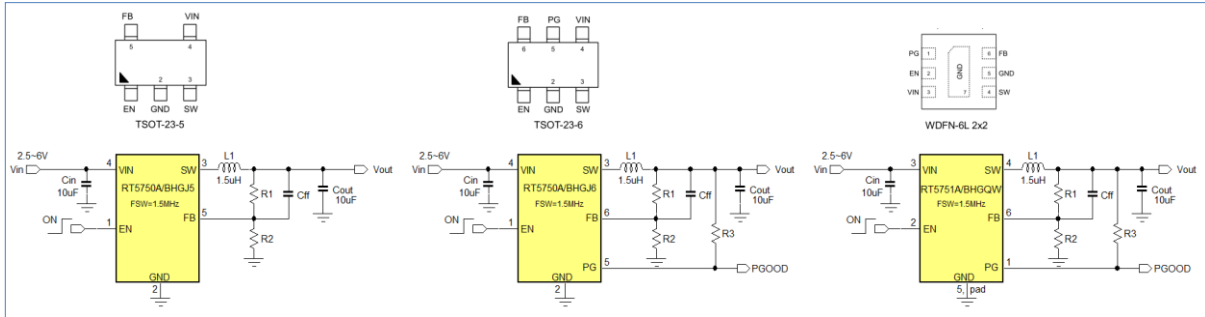 FB VIN
5 4
2 3
EN GND SW
TSOT-23-5
FB PG VIN
6 5 4
2 3
EN GND SW
TSOT-23-6
PG 1 6 FB
EN 2 GND 5 GND
VIN 3 7 4 SW
WDFN-6L 2x2
2.5~6V
Vin
Cin
10uF
4
VIN
SW
3
L1
1.5uH
Vout
RT5750A/BHGJ5
FSW=1.5MHz
R1
Cff
Cout
10uF
FB
5
ON
1
EN
R2
GND
2
2.5~6V
Vin
Cin
10uF
4
VIN
SW
3
L1
1.5uH
Vout
RT5750A/BHGJ6
FSW=1.5MHz
R1
Cff
Cout
10uF
FB
6
ON
1
EN
R2
R3
PG
5
PGOOD
GND
2
2.5~6V
Vin
Cin
10uF
3
VIN
SW
4
L1
1.5uH
Vout
RT5751A/BHGQW
FSW=1.5MHz
R1
Cff
Cout
10uF
FB
6
ON
2
EN
R2
R3
PG
1
PGOOD
GND
5, pad